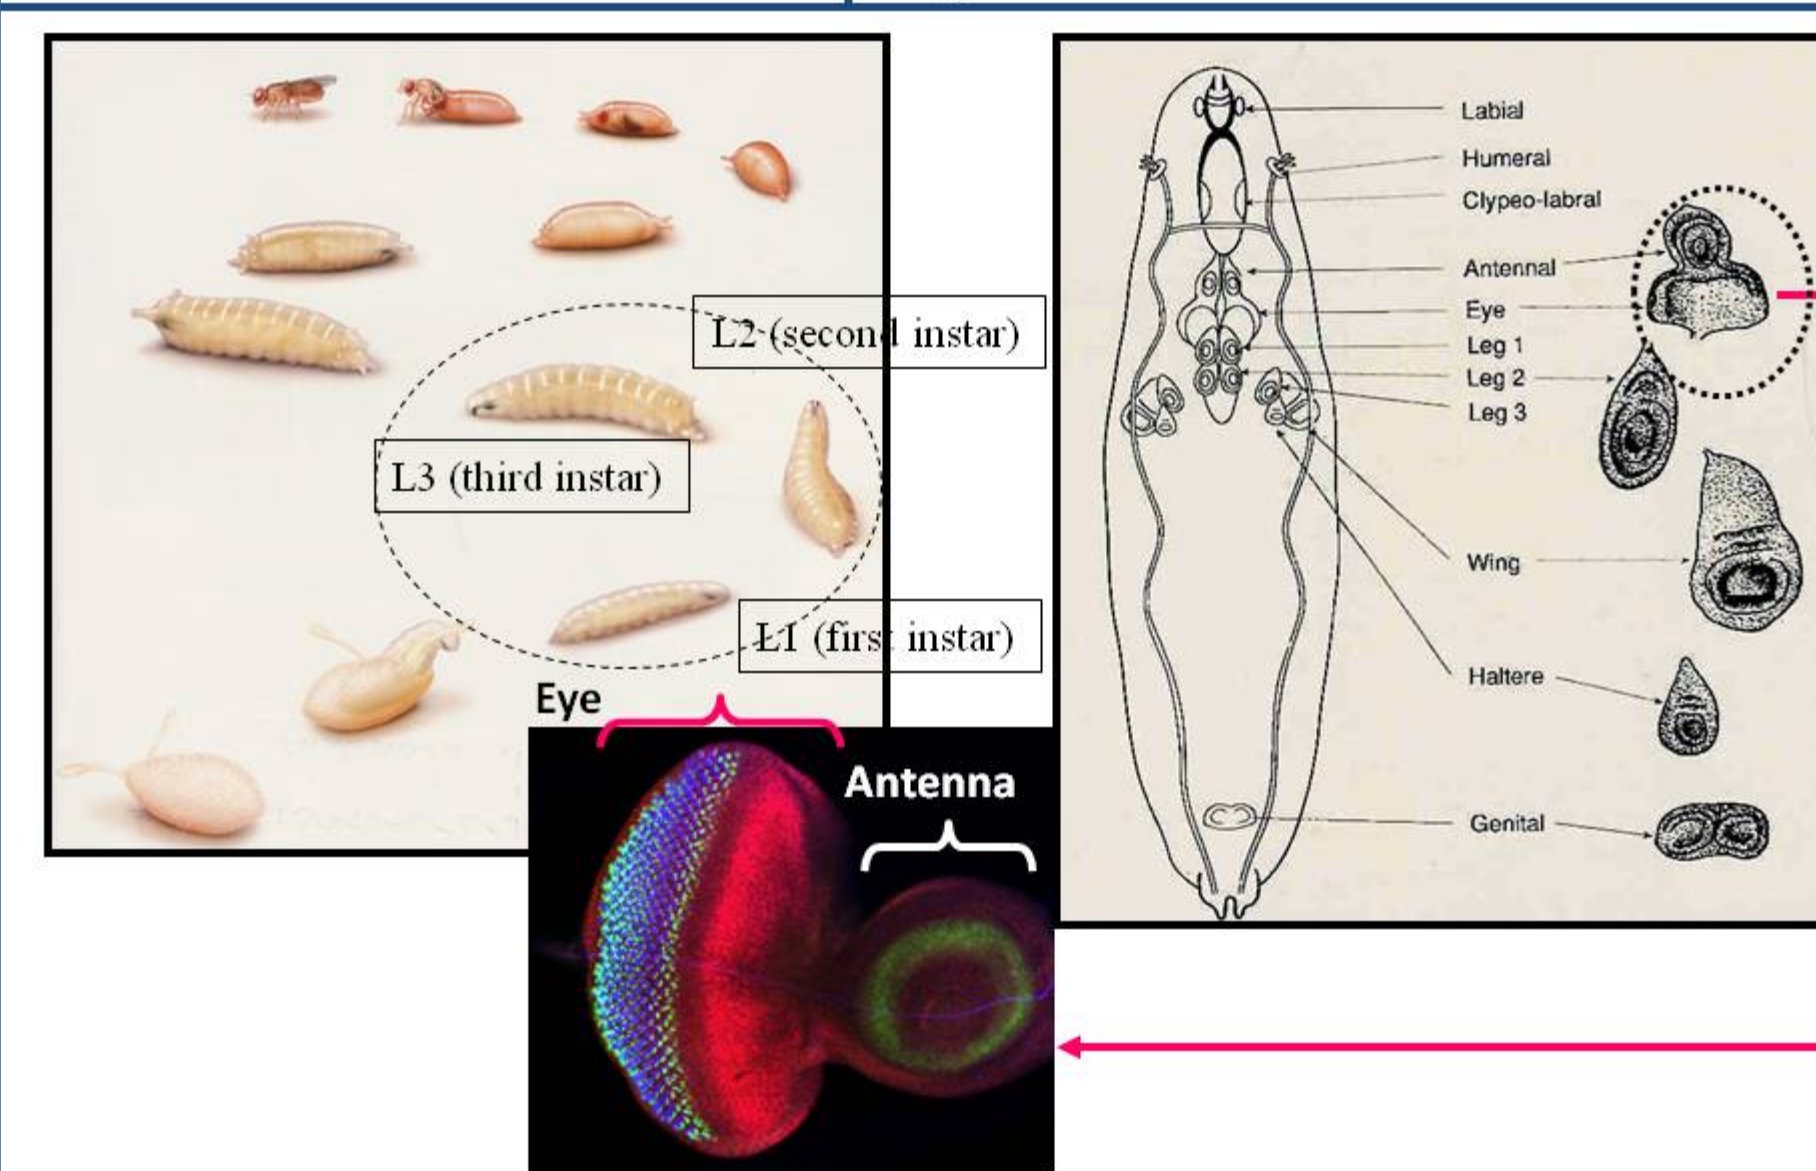 L2 (second instar)
L3 (third instar)
L1 (first instar)
Eye
Antenna
Labial
Humeral
Clypeo-labral
Antennal
Eye
Leg 1
Leg 2
Leg 3
Wing
Haltere
Genital